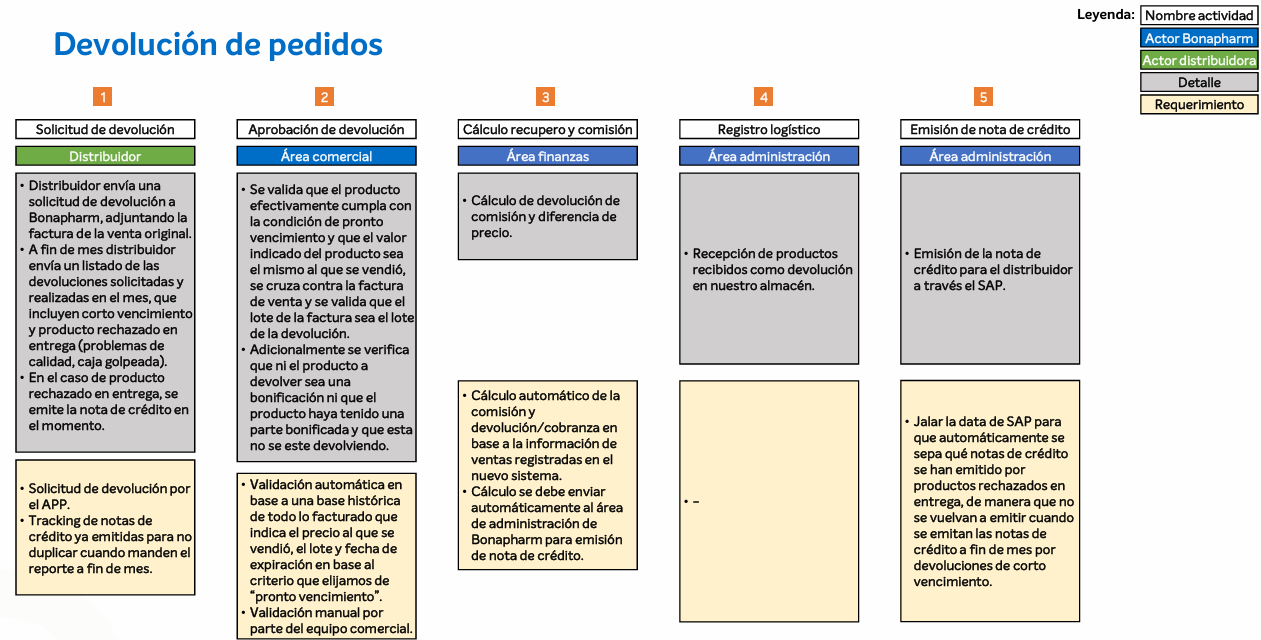 Leyenda:
Nombre actividad
Actor Bonapharm
Actor distribuidora
Detalle
Requerimiento
Devolución de pedidos
1
Solicitud de devolución
Distribuidor
• Distribuidor envía una
solicitud de devolución a
Bonapharm, adjuntando la
factura de la venta original.
• A fin de mes distribuidor
envía un listado de las
devoluciones solicitadas y
realizadas en el mes, que
incluyen corto vencimiento
y producto rechazado en
entrega (problemas de
calidad, caja golpeada).
• En el caso de producto
rechazado en entrega, se
emite la nota de crédito en
el momento.
• Solicitud de devolución por
el APP.
• Tracking de notas de
crédito ya emitidas para no
duplicar cuando manden el
reporte a fin de mes.
2
Aprobación de devolución
Área comercial
• Se valida que el producto
efectivamente cumpla con
la condición de pronto
vencimiento y que el valor
indicado del producto sea
el mismo al que se vendió,
se cruza contra la factura
de venta y se valida que el
lote de la factura sea el lote
de la devolución.
• Adicionalmente se verifica
que ni el producto a
devolver sea una
bonificación ni que el
producto haya tenido una
parte bonificada y que esta
no se este devolviendo.
• Validación automática en
base a una base histórica
de todo lo facturado que
indica el precio al que se
vendió, el lote y fecha de
expiración en base al
criterio que elijamos de
“pronto vencimiento”.
• Validación manual por
parte del equipo comercial.
3
Cálculo recupero y comisión
Área finanzas
• Cálculo de devolución de
comisión y diferencia de
precio.
• Cálculo automático de la
comisión y
devolución/cobranza en
base a la información de
ventas registradas en el
nuevo sistema.
• Cálculo se debe enviar
automáticamente al área
de administración de
Bonapharm para emisión
de nota de crédito.
4
Registro logístico
Área administración
• Recepción de productos
recibidos como devolución
en nuestro almacén.
• –
5
Emisión de nota de crédito
Área administración
• Emisión de la nota de
crédito para el distribuidor
a través el SAP.
• Jalar la data de SAP para
que automáticamente se
sepa qué notas de crédito
se han emitido por
productos rechazados en
entrega, de manera que no
se vuelvan a emitir cuando
se emitan las notas de
crédito a fin de mes por
devoluciones de corto
vencimiento.